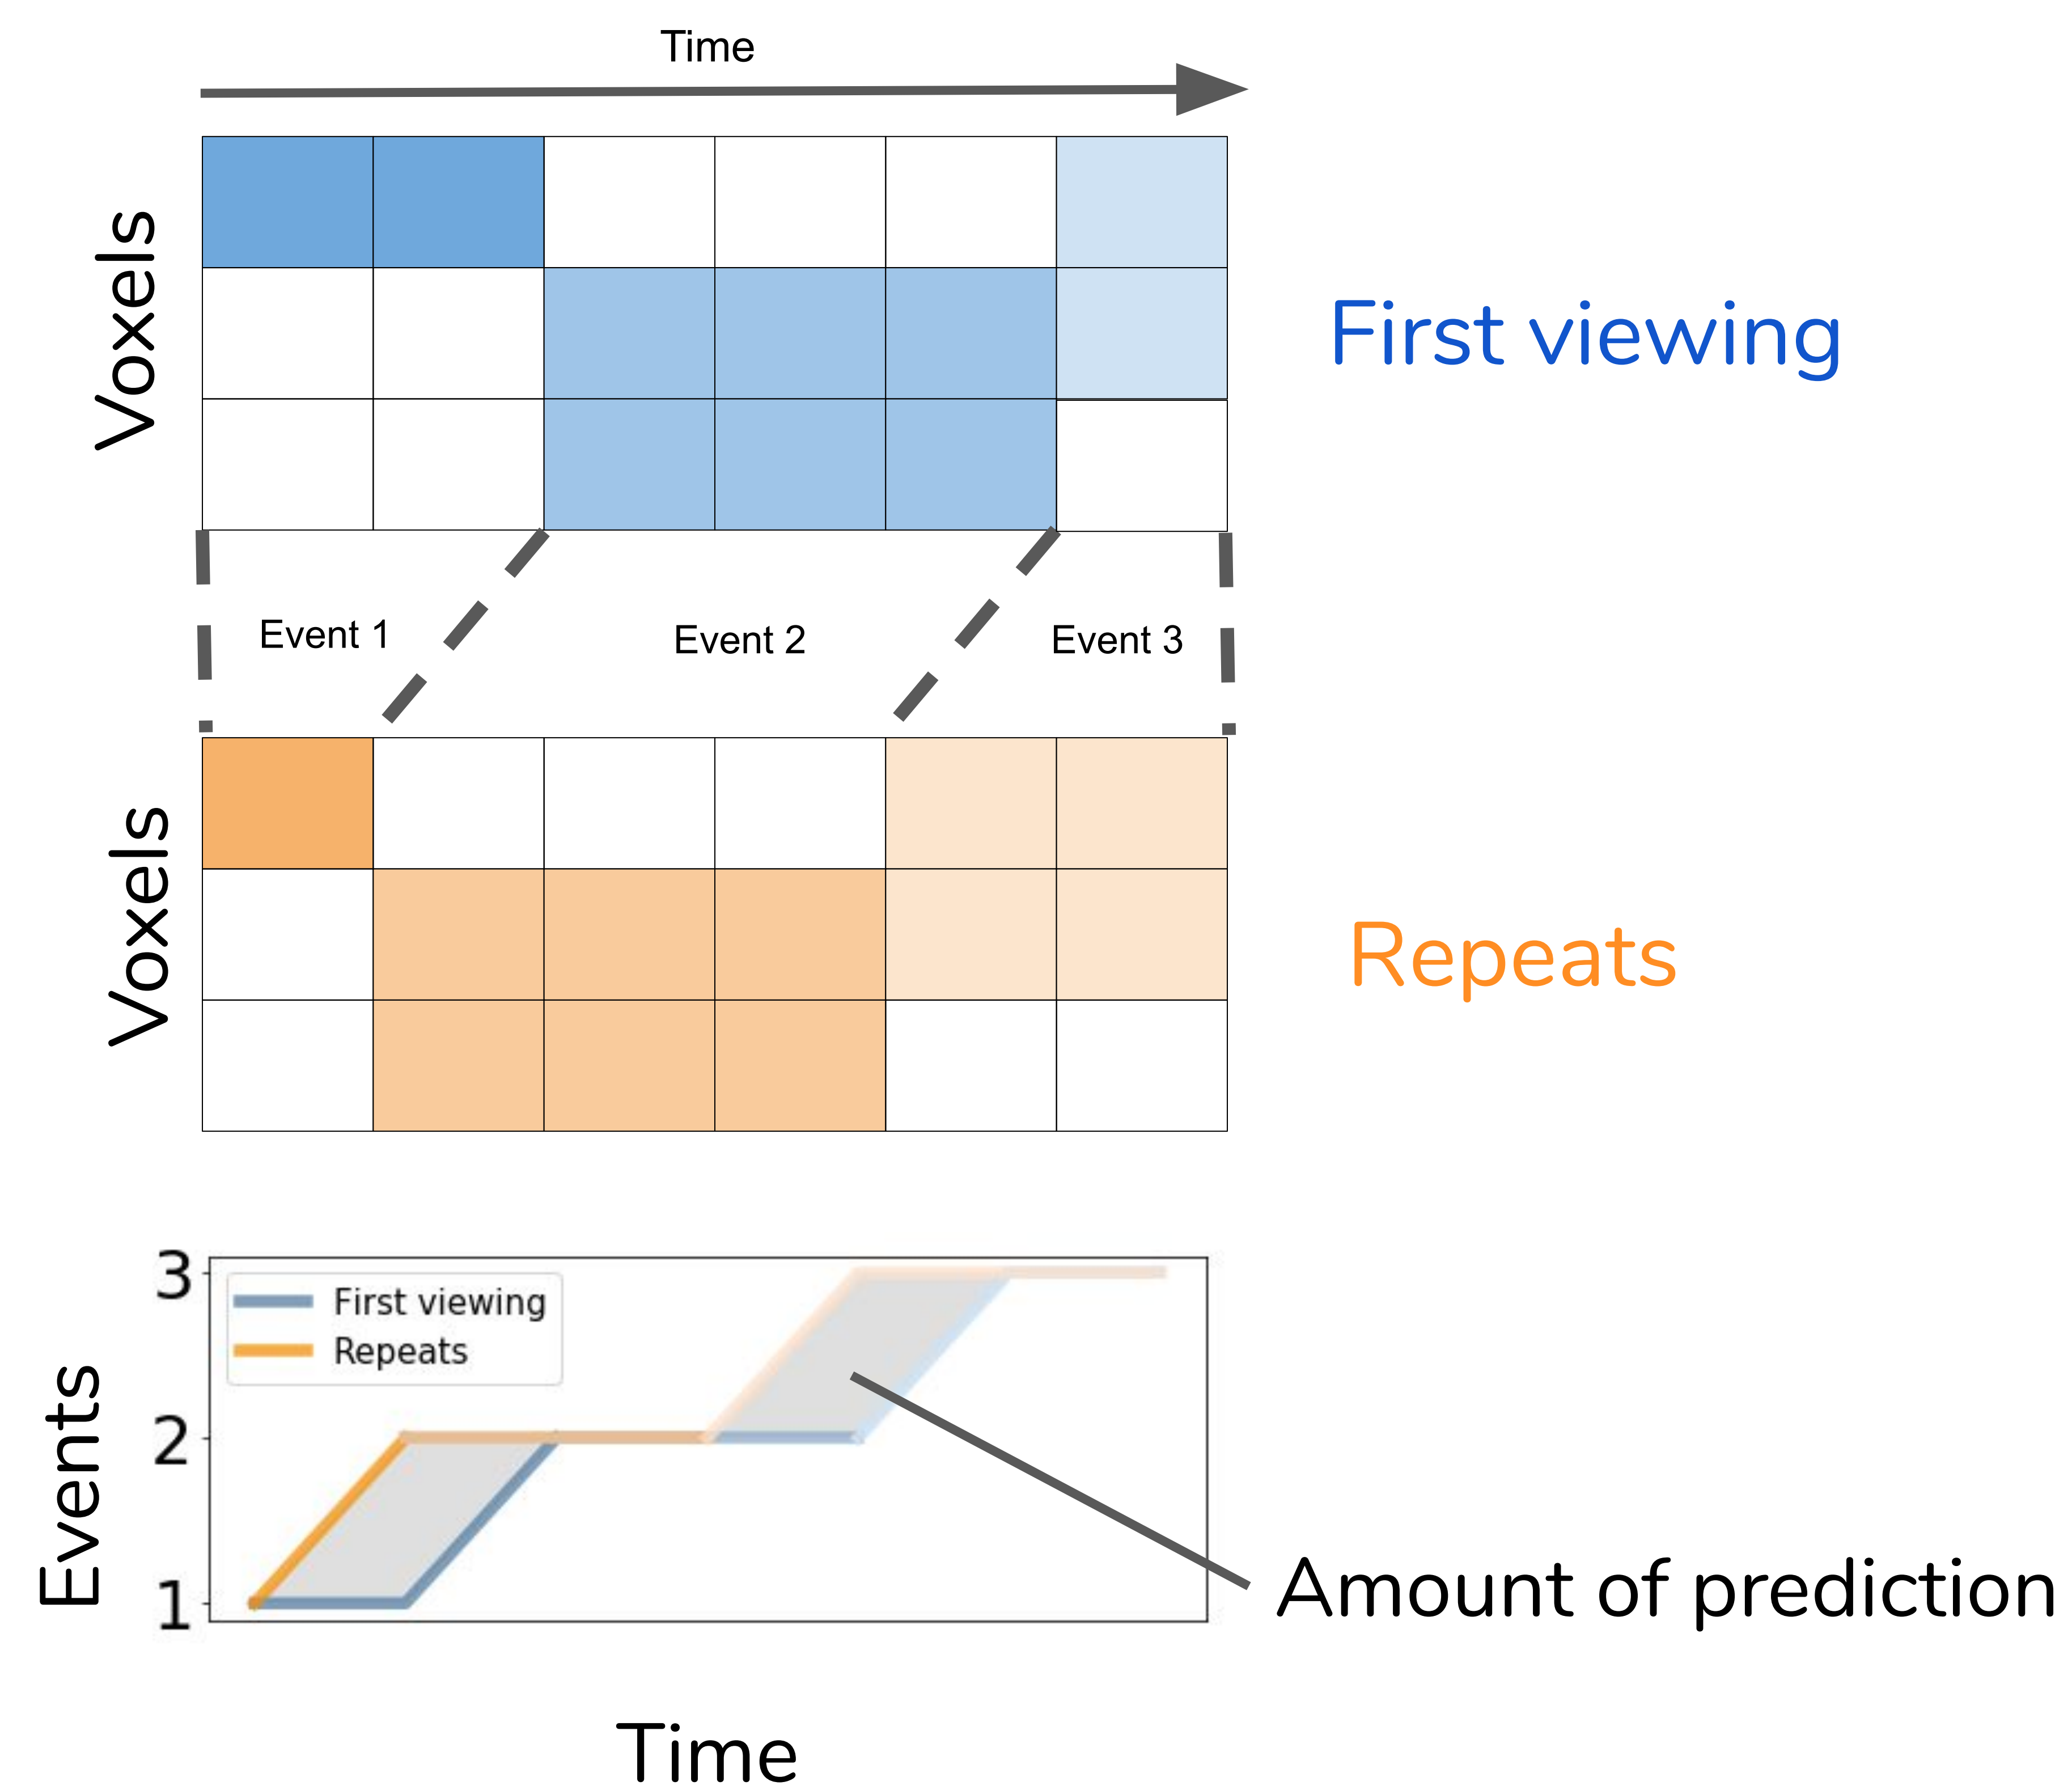 Time
Voxels
First viewing
Event 1
Event 2
Event 3
Voxels
Repeats
Events
3
2
1
First viewing
Repeats
Amount of prediction
Time